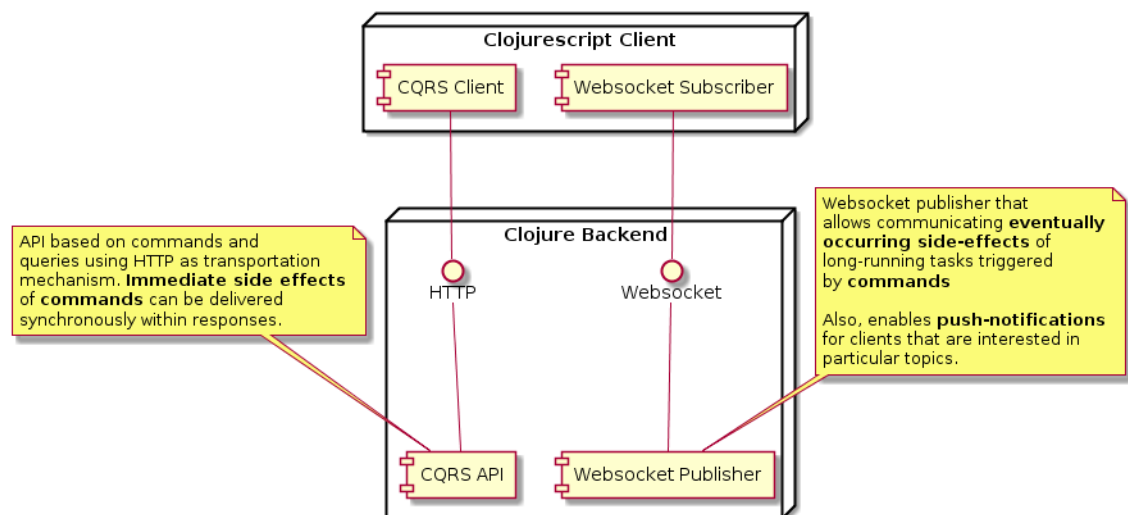 Clojurescript Client
CQRS Client
Websocket Subscriber
Clojure Backend
HTTP
Websocket
API based on commands and
queries using HTTP as transportation
mechanism. Immediate side effects
of commands can be delivered
synchronously within responses.
Websocket publisher that
allows communicating eventually
occurring side-effects of
long-running tasks triggered
by commands
Also, enables push-notifications
for clients that are interested in
particular topics.
CQRS API
Websocket Publisher